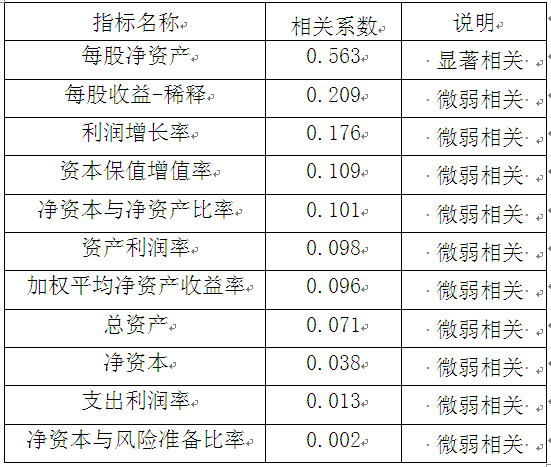 指标名称 相关系数 说明
每股净资产 0.563 显著相关
每股收益-稀释 0.209 微弱相关
利润增长率 0.176 微弱相关
资本保值增值率 0.109 微弱相关
净资本与净资产比率 0.101 微弱相关
资产利润率 0.098 微弱相关
加权平均净资产收益率 0.096 微弱相关
总资产 0.071 微弱相关
净资本 0.038 微弱相关
支出利润率 0.013 微弱相关
净资本与风险准备比率 0.002 微弱相关